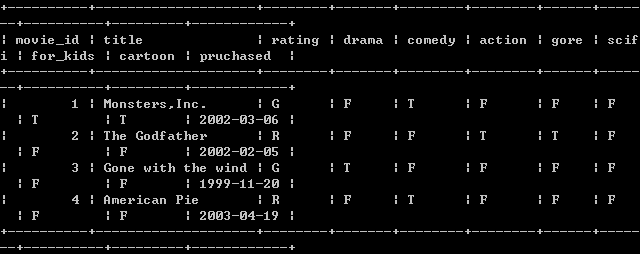 | movie_id | title | rating | drama | comedy | action | gore | scif
i | for_kids | cartoon | pruchased |
| 1 | Monsters,Inc. | G | F | T | F | F | F
| T | T | 2002-03-06 |
| 2 | The Godfather | R | F | F | T | T | F
| F | F | 2002-02-05 |
| 3 | Gone with the wind | G | T | F | F | F | F
| F | F | 1999-11-20 |
| 4 | American Pie | R | F | T | F | F | F
| F | F | 2003-04-19 |